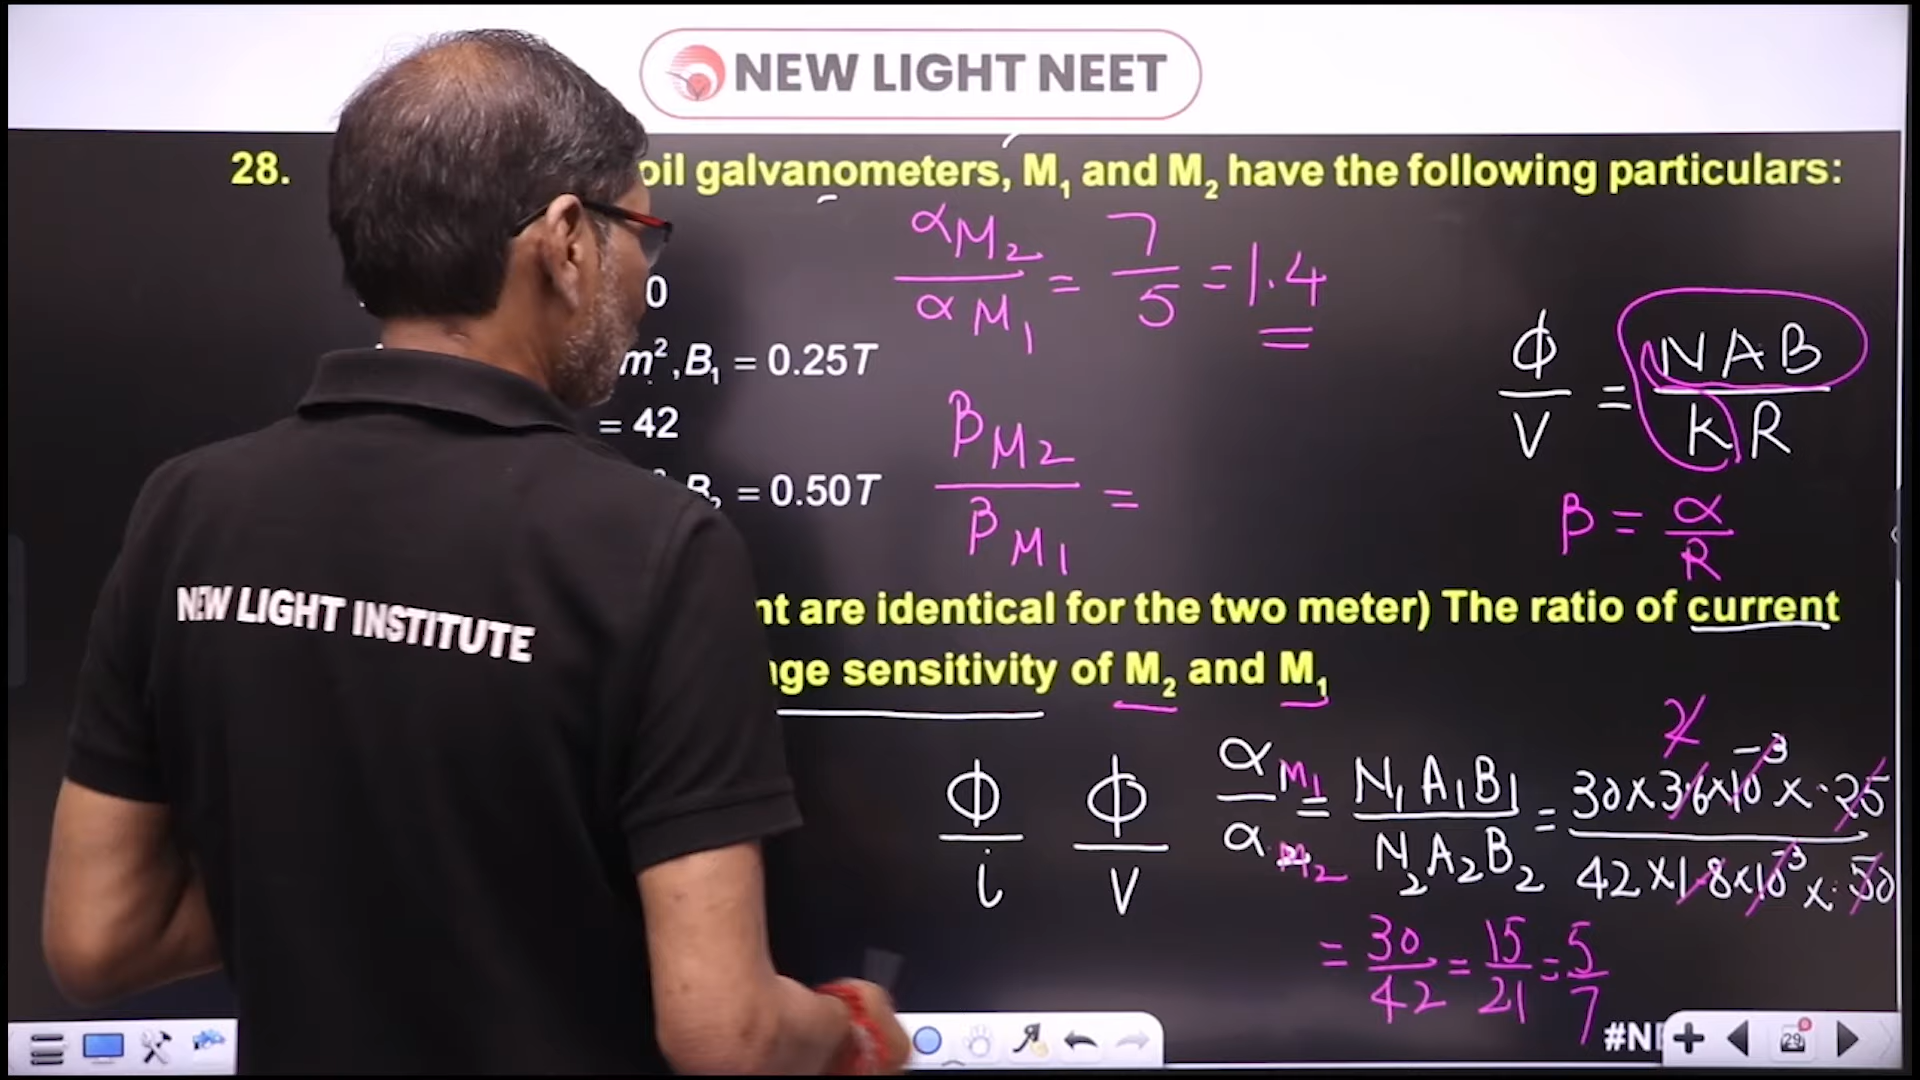 NEW LIGHT NEET
28. oil galvanometers, M₁ and M₂ have the following particulars:
0
m², B₁ = 0.25T
= 42
B₂ = 0.50T
αM₂ / αM₁ = 7/5 = 1.4
βM₂ / βM₁ =
ϕ/V = NAB / KR
β = α/R
nt are identical for the two meter) The ratio of current
ge sensitivity of M₂ and M₁
ϕ/i ϕ/V αM₁ / αM₂ = N₁A₁B₁ / N₂A₂B₂ = 30×3.6×10⁻³×.25 / 42×1.8×10⁻³×.50
2
= 30/42 = 15/21 = 5/7
NEW LIGHT INSTITUTE
29